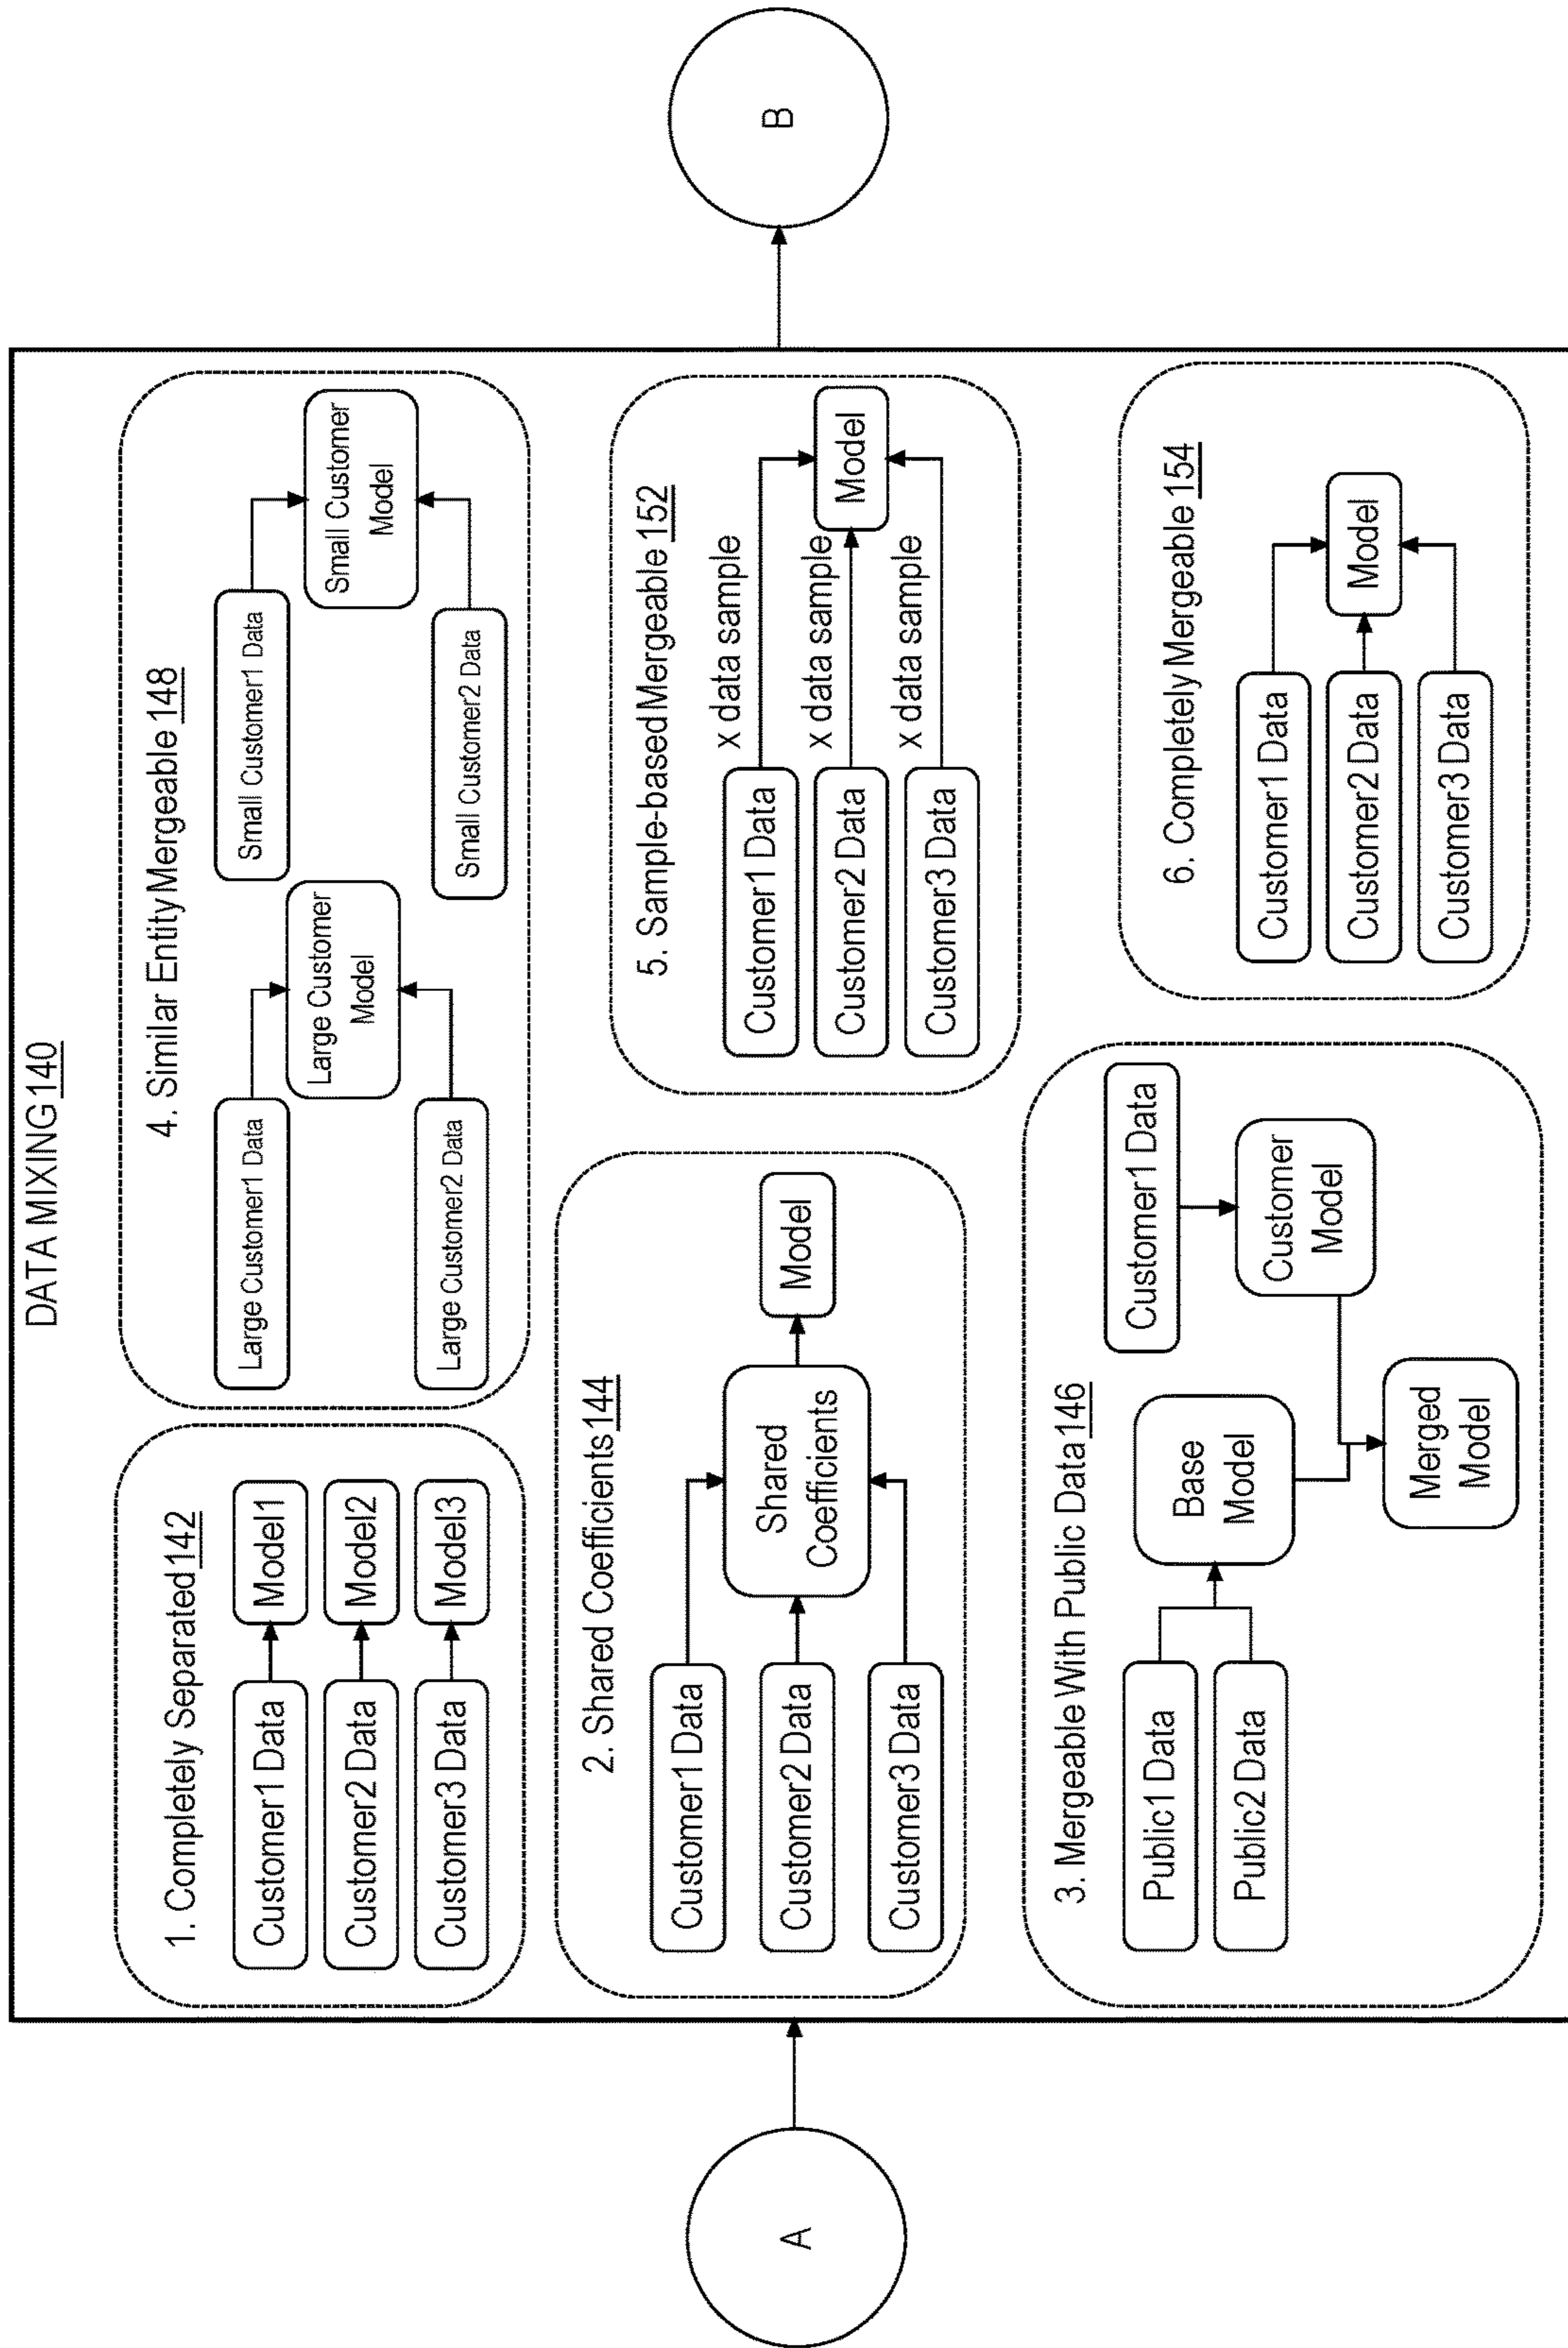 DATA MIXING 140
A
1. Completely Separated 142
Customer1 Data
Model1
Customer2 Data
Model2
Customer3 Data
Model3
2. Shared Coefficients 144
Customer1 Data
Customer2 Data
Customer3 Data
Shared
Coefficients
Model
3. Mergeable With Public Data 146
Public1 Data
Public2 Data
Base
Model
Customer1 Data
Customer
Model
Merged
Model
4. Similar Entity Mergeable 148
Large Customer1 Data
Large Customer
Model
Large Customer2 Data
Small Customer1 Data
Small Customer
Model
Small Customer2 Data
5. Sample-based Mergeable 152
Customer1 Data
x data sample
Customer2 Data
x data sample
Customer3 Data
x data sample
Model
6. Completely Mergeable 154
Customer1 Data
Customer2 Data
Customer3 Data
Model
B